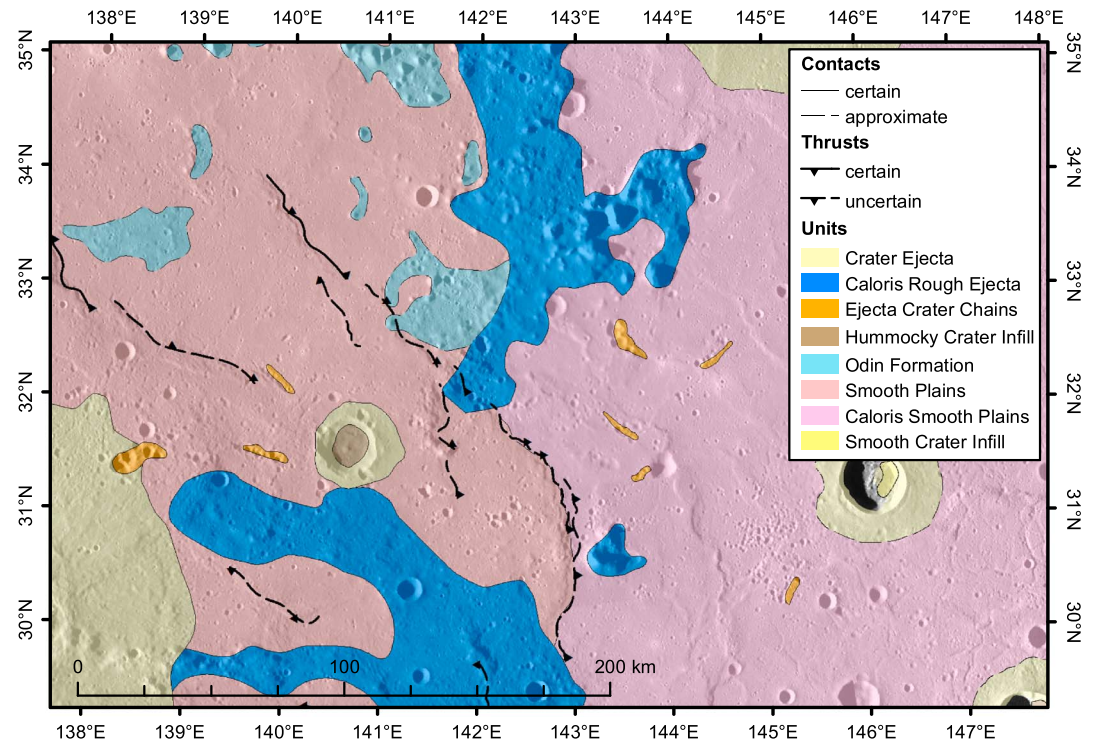 138°E 139°E 140°E 141°E 142°E 143°E 144°E 145°E 146°E 147°E 148°E
35°N 35°N
Contacts
certain
approximate
Thrusts
certain
uncertain
Units
Crater Ejecta
Caloris Rough Ejecta
Ejecta Crater Chains
Hummocky Crater Infill
Odin Formation
Smooth Plains
Caloris Smooth Plains
Smooth Crater Infill
34°N 34°N
33°N 33°N
32°N 32°N
31°N 31°N
30°N 30°N
0 100 200 km
138°E 139°E 140°E 141°E 142°E 143°E 144°E 145°E 146°E 147°E